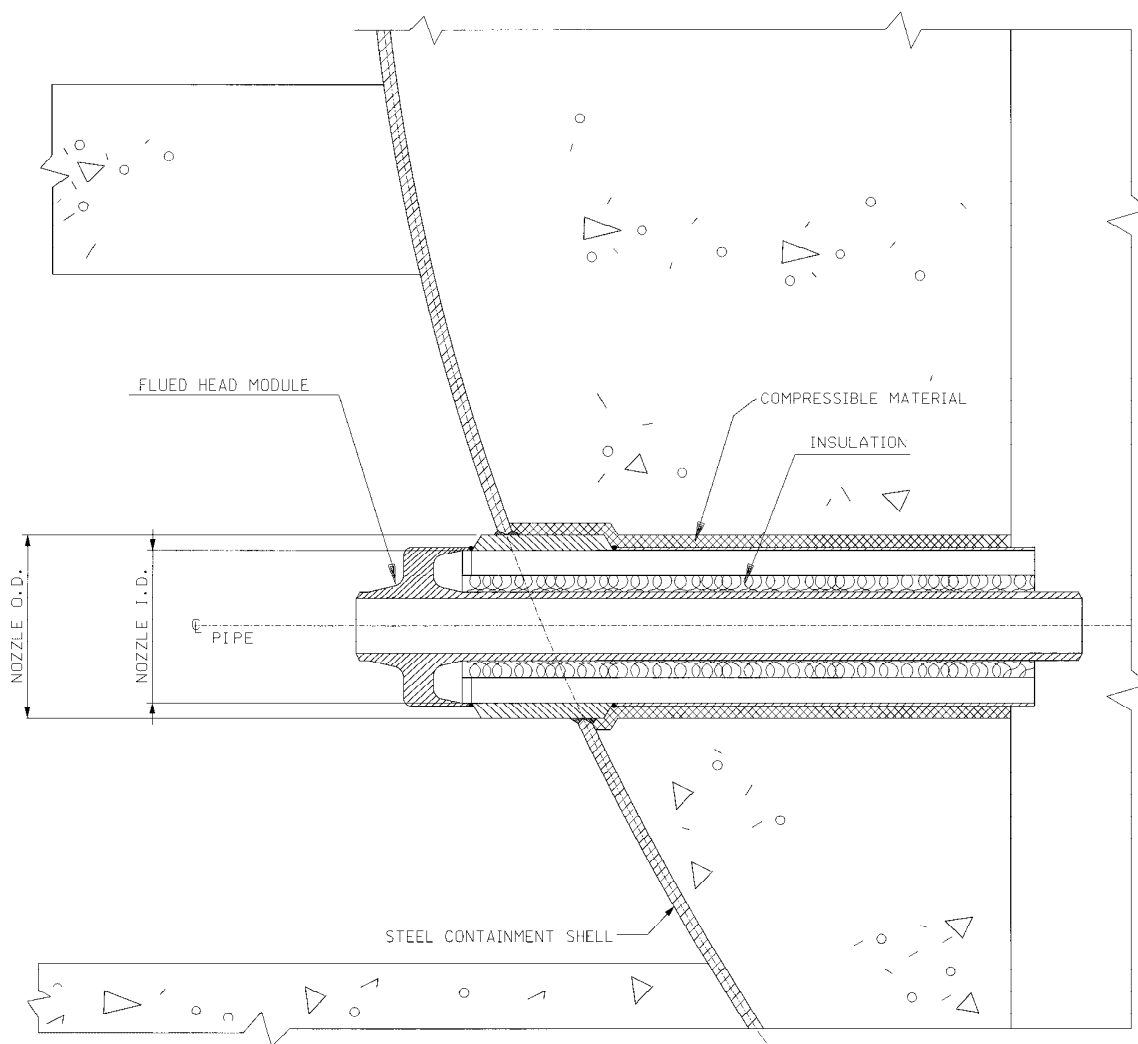 FLUED HEAD MODULE
COMPRESSIBLE MATERIAL
INSULATION
NOZZLE O.D.
NOZZLE I.D.
℄ PIPE
STEEL CONTAINMENT SHELL